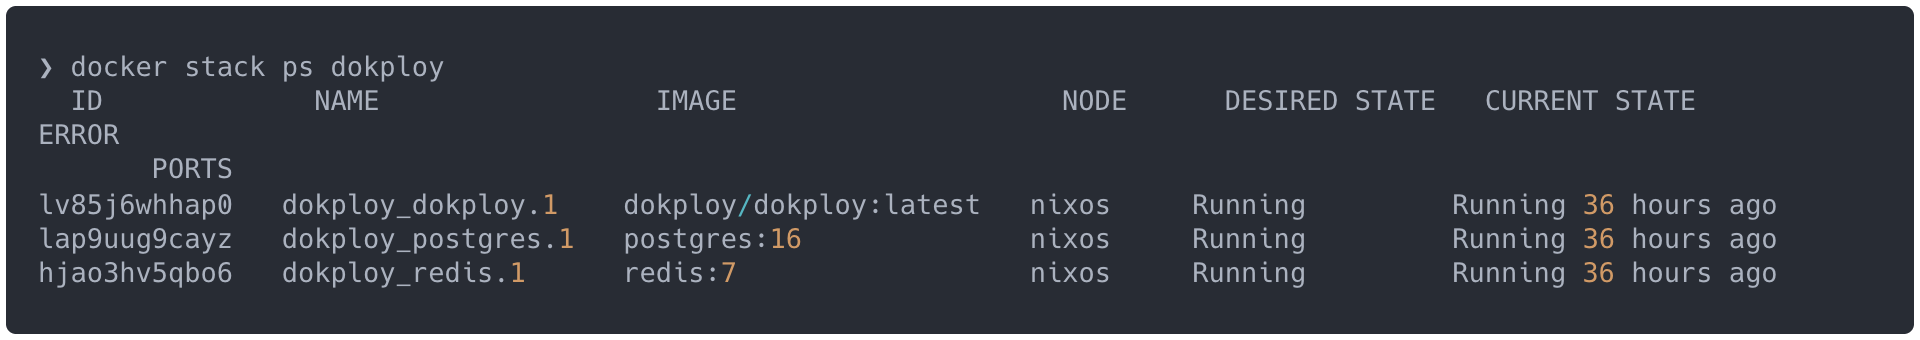 ❯ docker stack ps dokploy
  ID             NAME                 IMAGE                    NODE      DESIRED STATE   CURRENT STATE
ERROR
       PORTS
lv85j6whhap0   dokploy_dokploy.1    dokploy/dokploy:latest   nixos     Running         Running 36 hours ago
lap9uug9cayz   dokploy_postgres.1   postgres:16              nixos     Running         Running 36 hours ago
hjao3hv5qbo6   dokploy_redis.1      redis:7                  nixos     Running         Running 36 hours ago